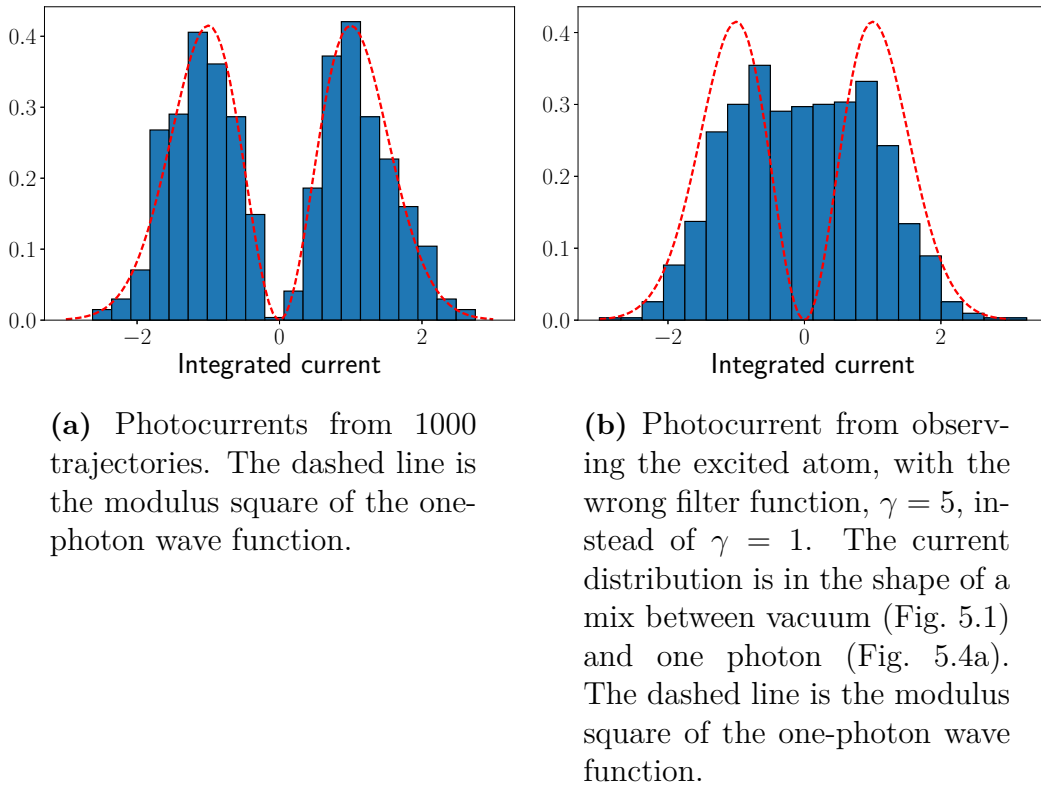 0.4
0.3
0.2
0.1
0.0
−2
0
2
Integrated current
0.4
0.3
0.2
0.1
0.0
−2
0
2
Integrated current
(a) Photocurrents from 1000
trajectories. The dashed line is
the modulus square of the one-
photon wave function.
(b) Photocurrent from observ-
ing the excited atom, with the
wrong filter function, γ = 5, in-
stead of γ = 1. The current
distribution is in the shape of a
mix between vacuum (Fig. 5.1)
and one photon (Fig. 5.4a).
The dashed line is the modulus
square of the one-photon wave
function.